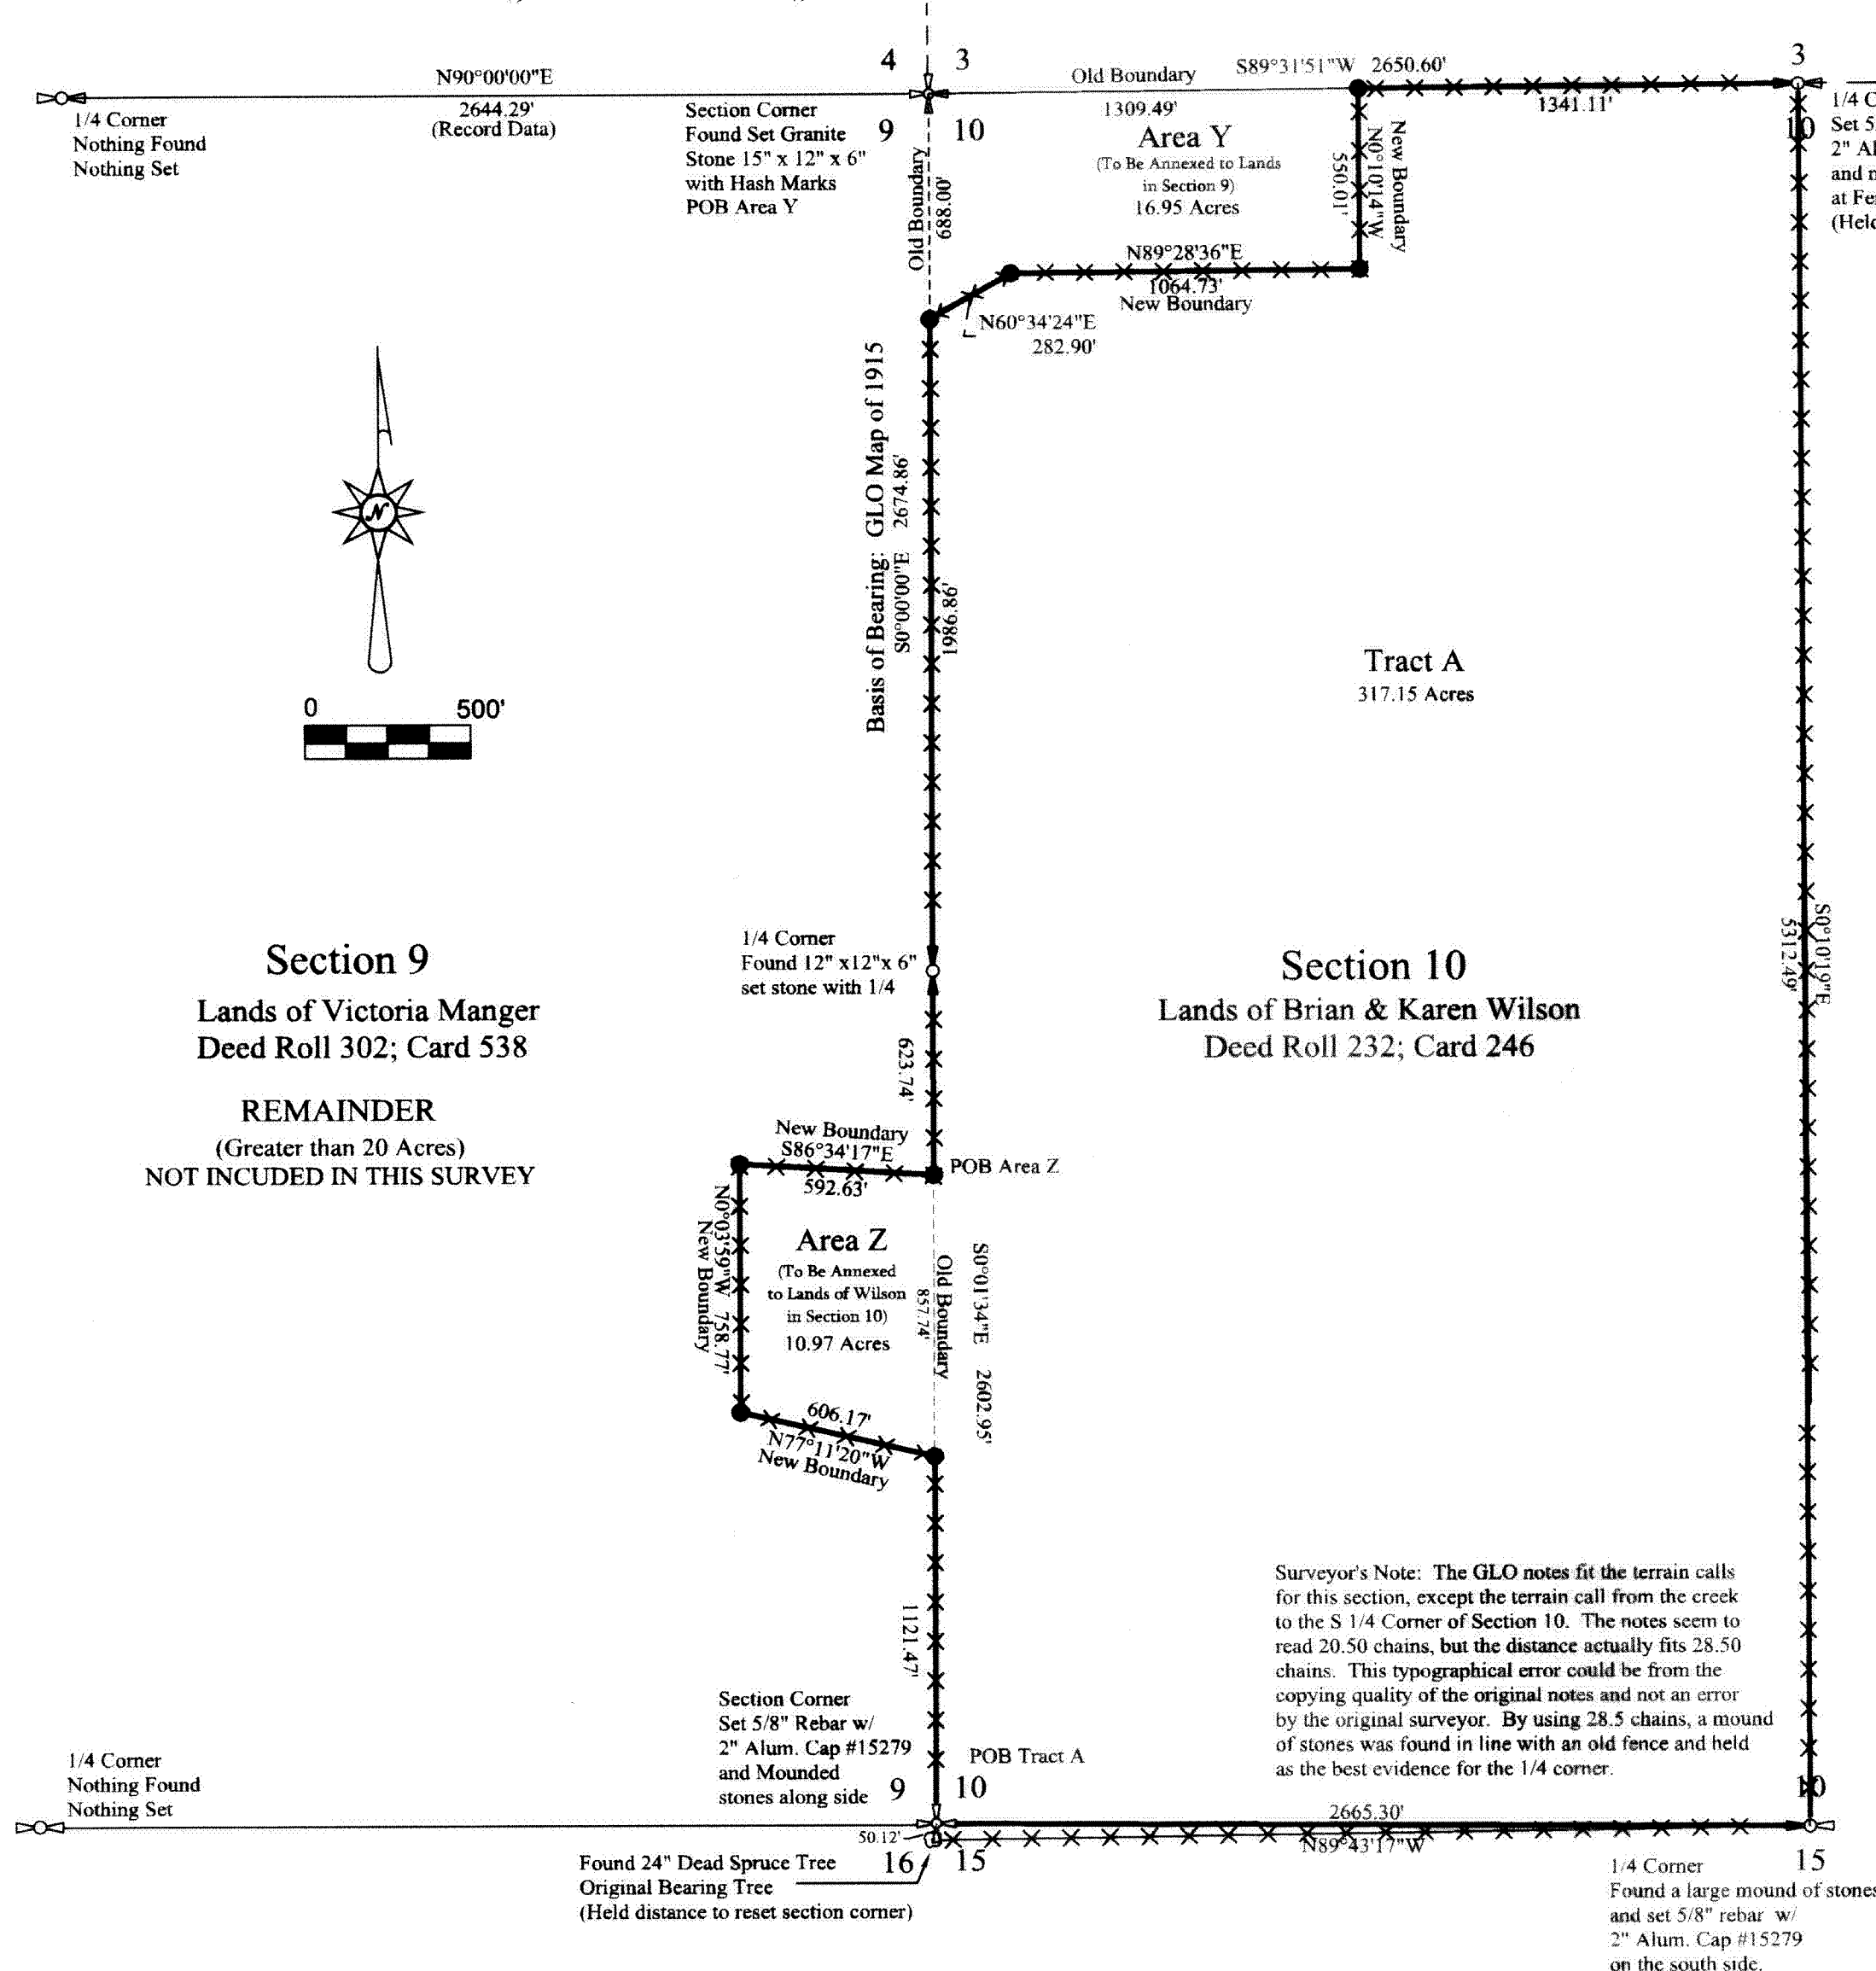 4 3
3
N90°00'00"E
2644.29'
(Record Data)
Old Boundary
S89°31'51"W 2650.60'
1309.49'
1341.11'
1/4 Corner
Nothing Found
Nothing Set
Section Corner
Found Set Granite
Stone 15" x 12" x 6"
with Hash Marks
POB Area Y
9 10
10
Area Y
(To Be Annexed to Lands
in Section 9)
16.95 Acres
1/4 C
Set 5
2" Al
and m
at Fe
(Held
Old Boundary
688.00'
550.01'
N0°10'14"W
New Boundary
N89°28'36"E
1064.73'
New Boundary
N60°34'24"E
282.90'
Basis of Bearing: GLO Map of 1915
S0°00'00"E 2674.86'
1986.86'
N
0 500'
Tract A
317.15 Acres
1/4 Corner
Found 12" x12"x 6"
set stone with 1/4
Section 9
Lands of Victoria Manger
Deed Roll 302; Card 538
REMAINDER
(Greater than 20 Acres)
NOT INCUDED IN THIS SURVEY
Section 10
Lands of Brian & Karen Wilson
Deed Roll 232; Card 246
5312.49'
S0°10'19"E
623.74'
New Boundary
S86°34'17"E
592.63'
POB Area Z
N0°03'59"W 758.77'
New Boundary
Area Z
(To Be Annexed
to Lands of Wilson
in Section 10)
10.97 Acres
857.74'
Old Boundary
S0°01'34"E 2602.95'
606.17'
N77°11'20"W
New Boundary
1121.47'
Surveyor's Note: The GLO notes fit the terrain calls
for this section, except the terrain call from the creek
to the S 1/4 Corner of Section 10. The notes seem to
read 20.50 chains, but the distance actually fits 28.50
chains. This typographical error could be from the
copying quality of the original notes and not an error
by the original surveyor. By using 28.5 chains, a mound
of stones was found in line with an old fence and held
as the best evidence for the 1/4 corner.
Section Corner
Set 5/8" Rebar w/
2" Alum. Cap #15279
and Mounded
stones along side
POB Tract A
9 10
10
1/4 Corner
Nothing Found
Nothing Set
2665.30'
N89°43'17"W
50.12'
16 15
15
Found 24" Dead Spruce Tree
Original Bearing Tree
(Held distance to reset section corner)
1/4 Corner
Found a large mound of stones
and set 5/8" rebar w/
2" Alum. Cap #15279
on the south side.